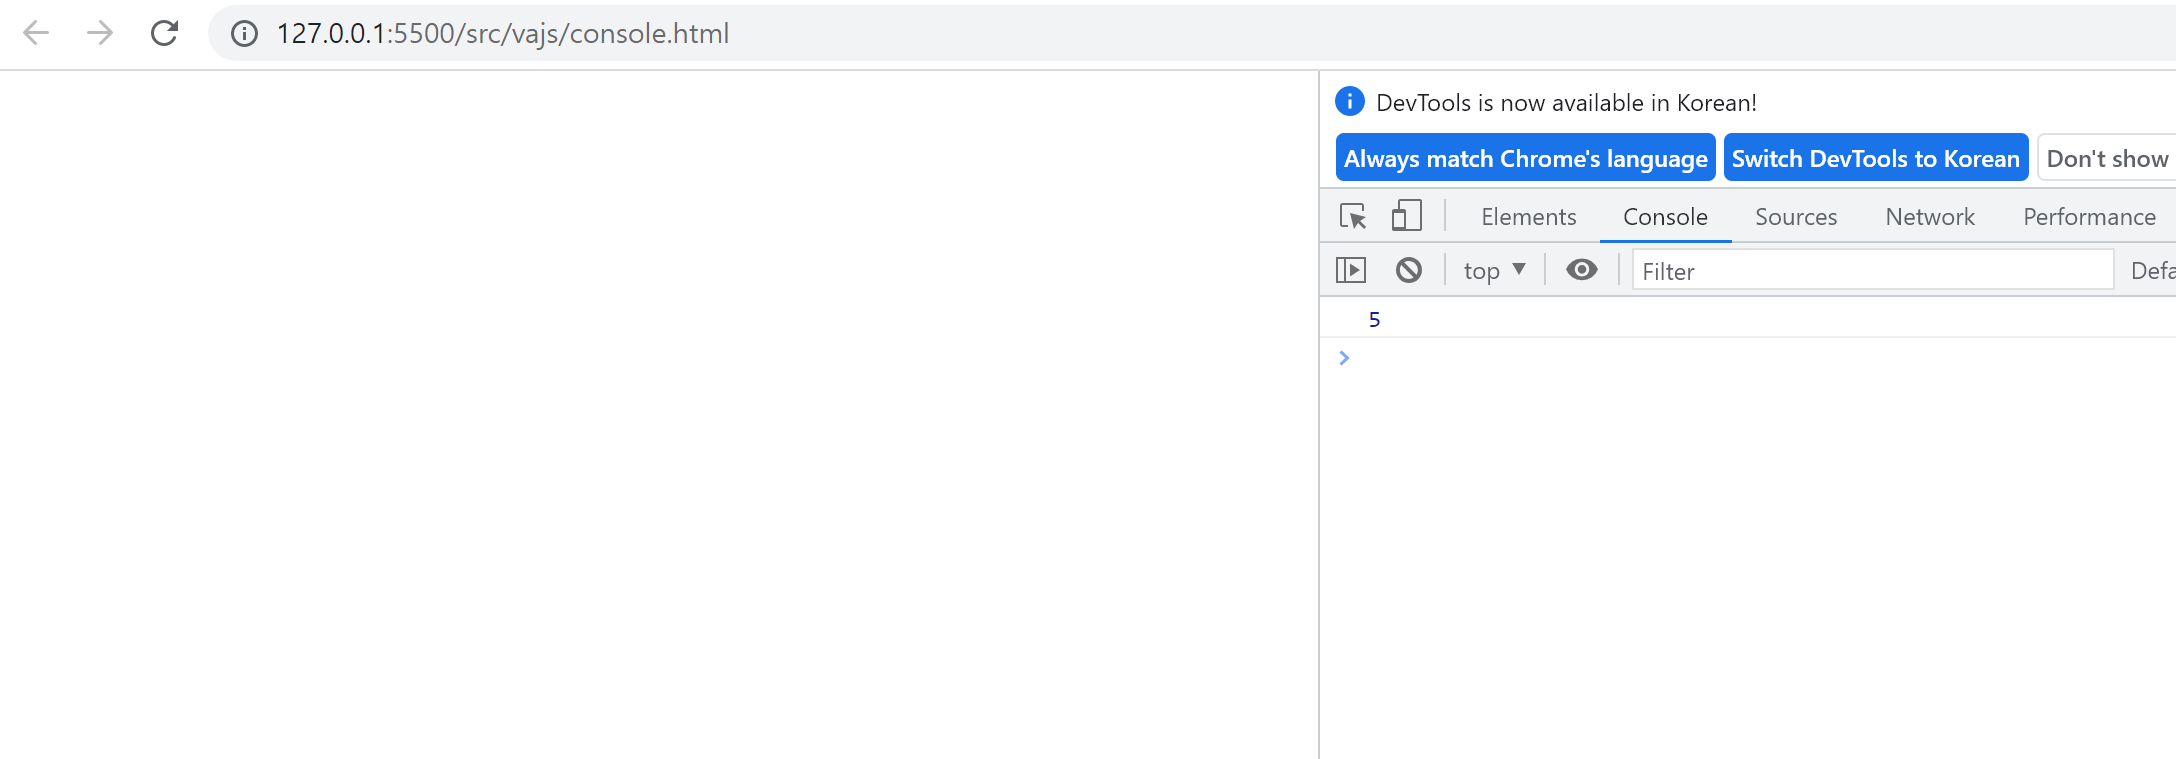 127.0.0.1:5500/src/vajs/console.html
DevTools is now available in Korean!
Always match Chrome's language Switch DevTools to Korean Don't show
Elements Console Sources Network Performance
top Filter Defa
5